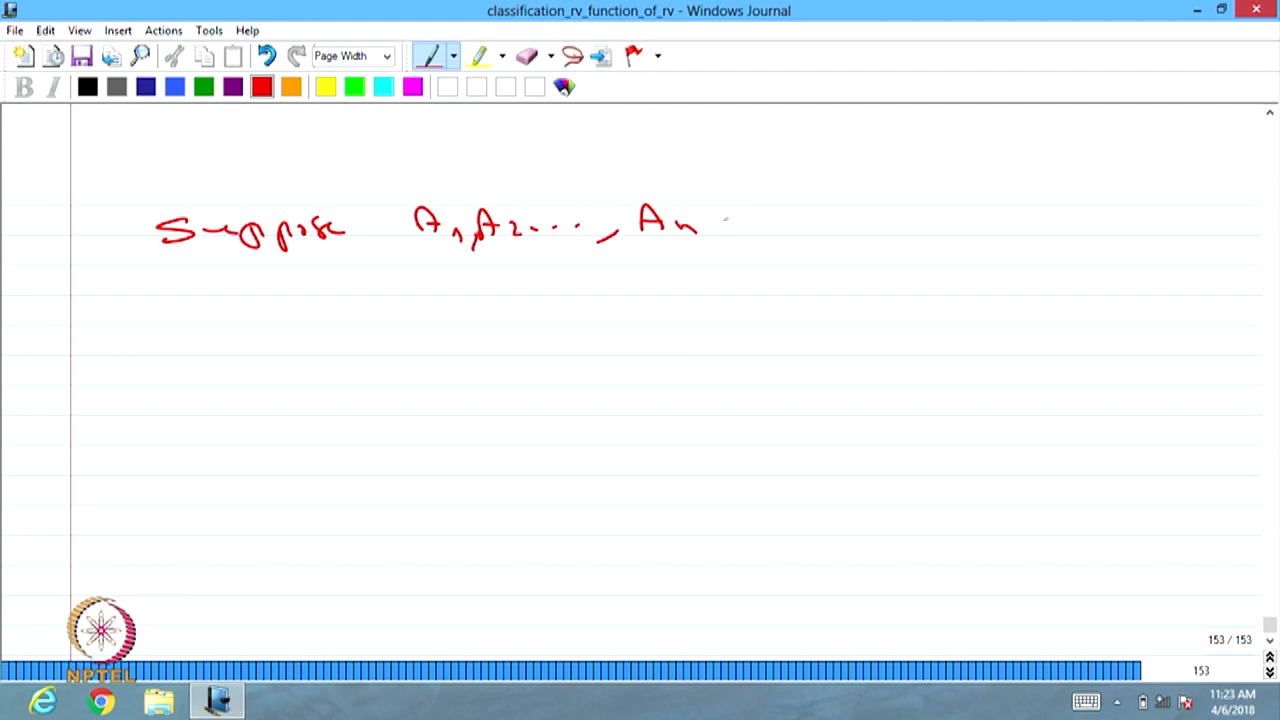 classification_rv_function_of_rv - Windows Journal
File Edit View Insert Actions Tools Help
Page Width
B I
Suppose A1, A2..., An
153 / 153
NPTEL
153
11:23 AM
4/6/2018